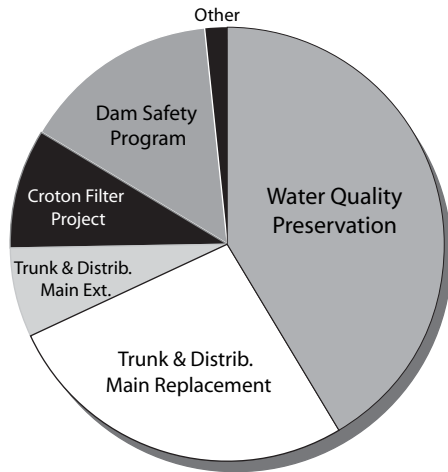 Other
Dam Safety
Program
Water Quality
Preservation
Croton Filter
Project
Trunk & Distrib.
Main Ext.
Trunk & Distrib.
Main Replacement